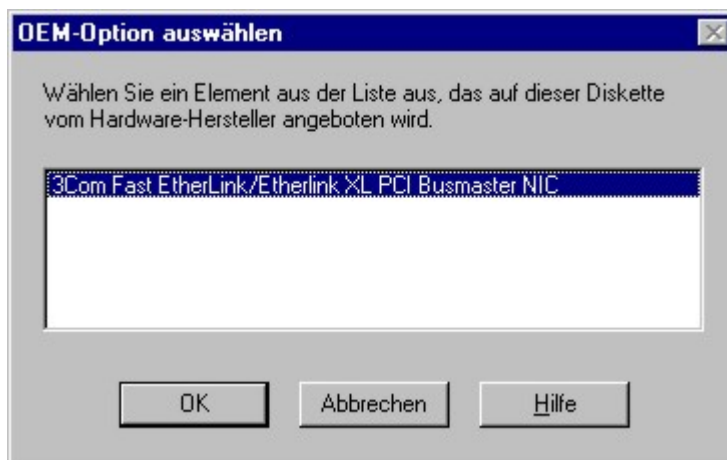 OEM-Option auswählen
Wählen Sie ein Element aus der Liste aus, das auf dieser Diskette
vom Hardware-Hersteller angeboten wird.
3Com Fast EtherLink/Etherlink XL PCI Busmaster NIC
OK Abbrechen Hilfe